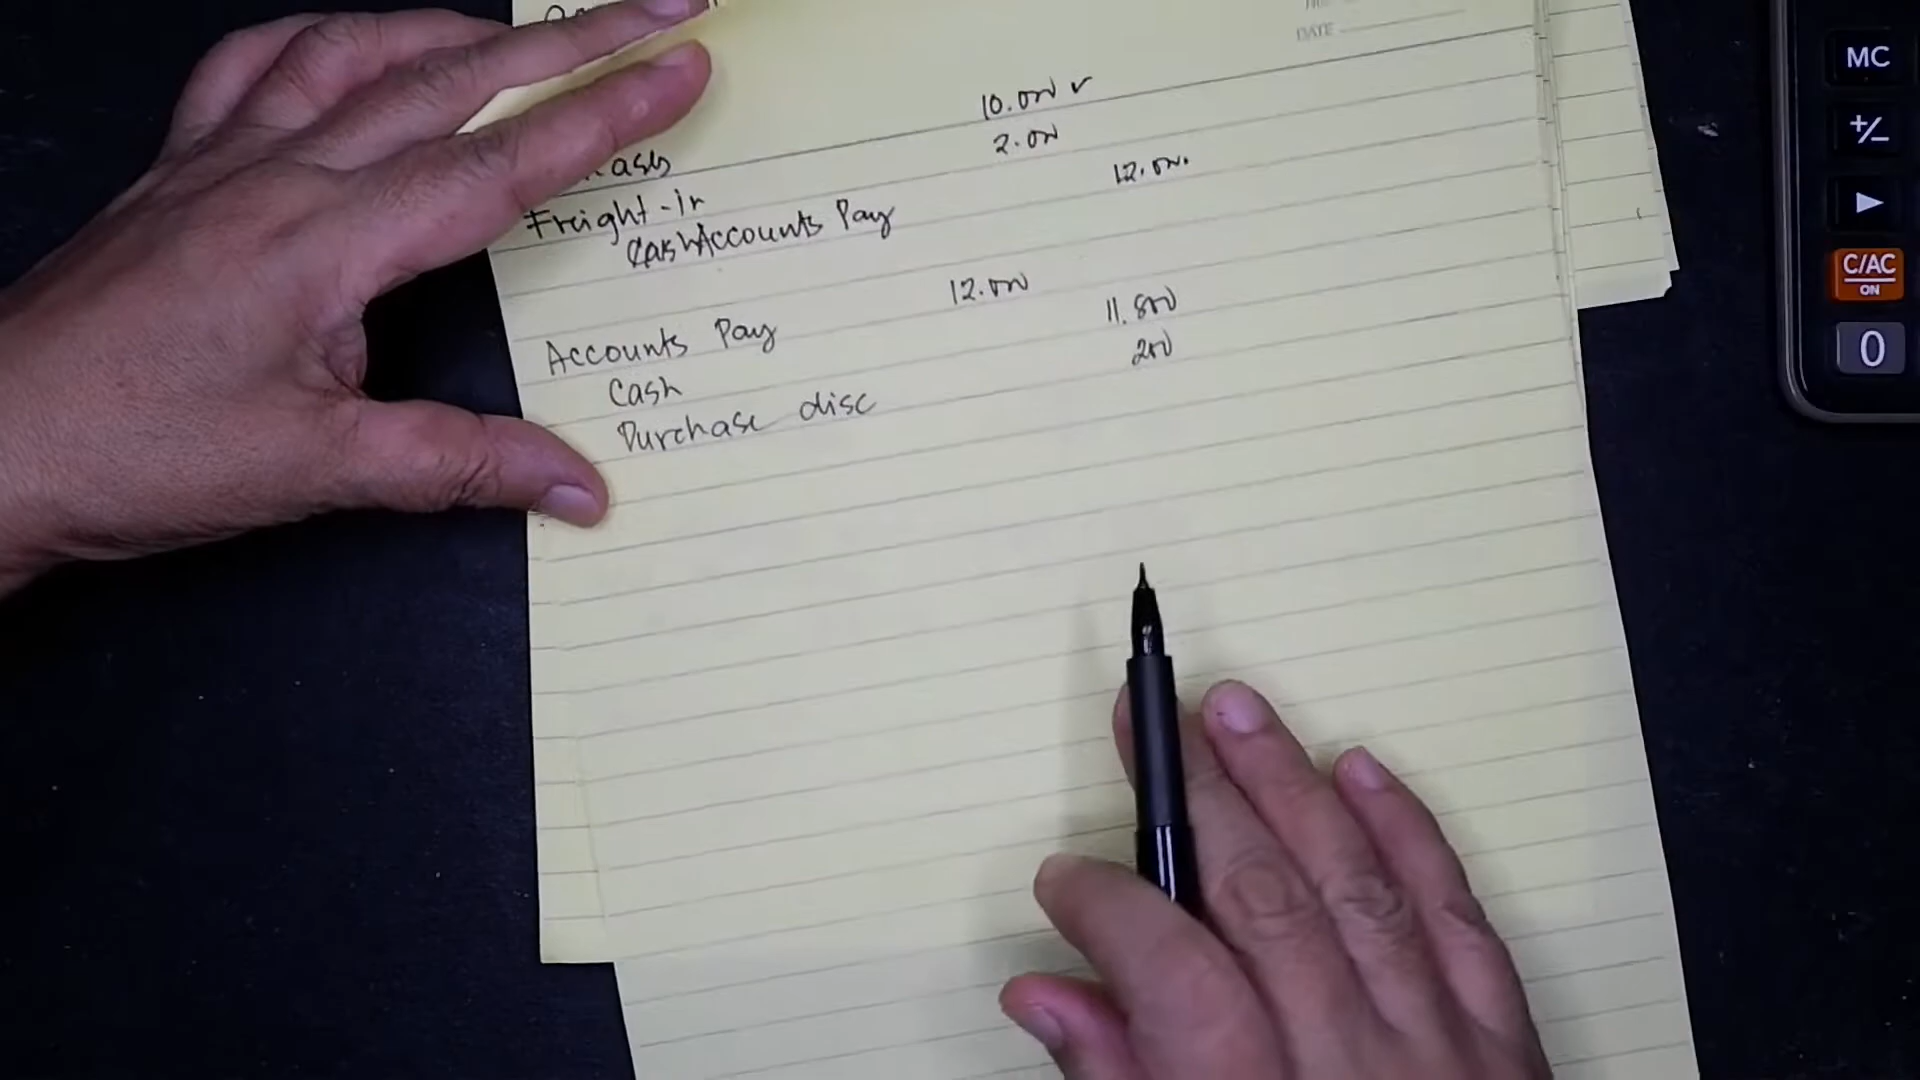 DATE
10.000 ✓
2.000
Freight-in
12.000.
Cash Accounts Pay
12.000
Accounts Pay
11.800
Cash
200
Purchase disc
MC
+/−
▶
C/AC
ON
0